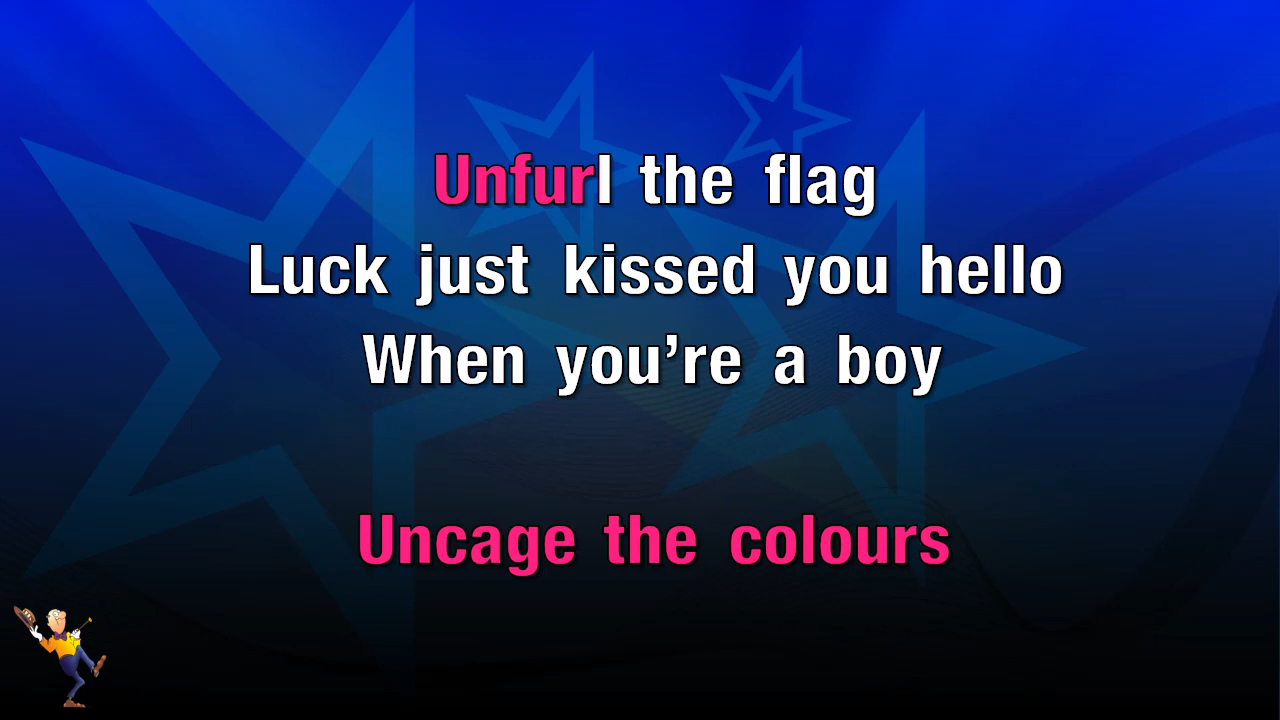 Unfurl the flag
Luck just kissed you hello
When you’re a boy
Uncage the colours